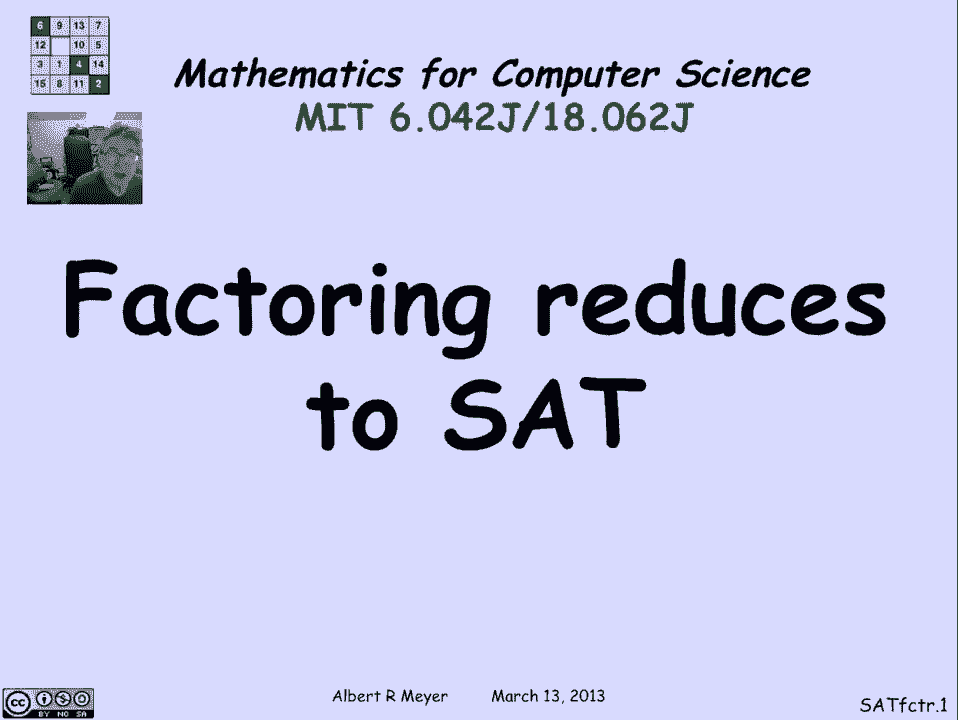 6 9 13 7
12 10 5
3 1 4 14
15 8 11 2
Mathematics for Computer Science
MIT 6.042J/18.062J
Factoring reduces
to SAT
cc
BY NC SA
Albert R Meyer March 13, 2013
SATfctr.1